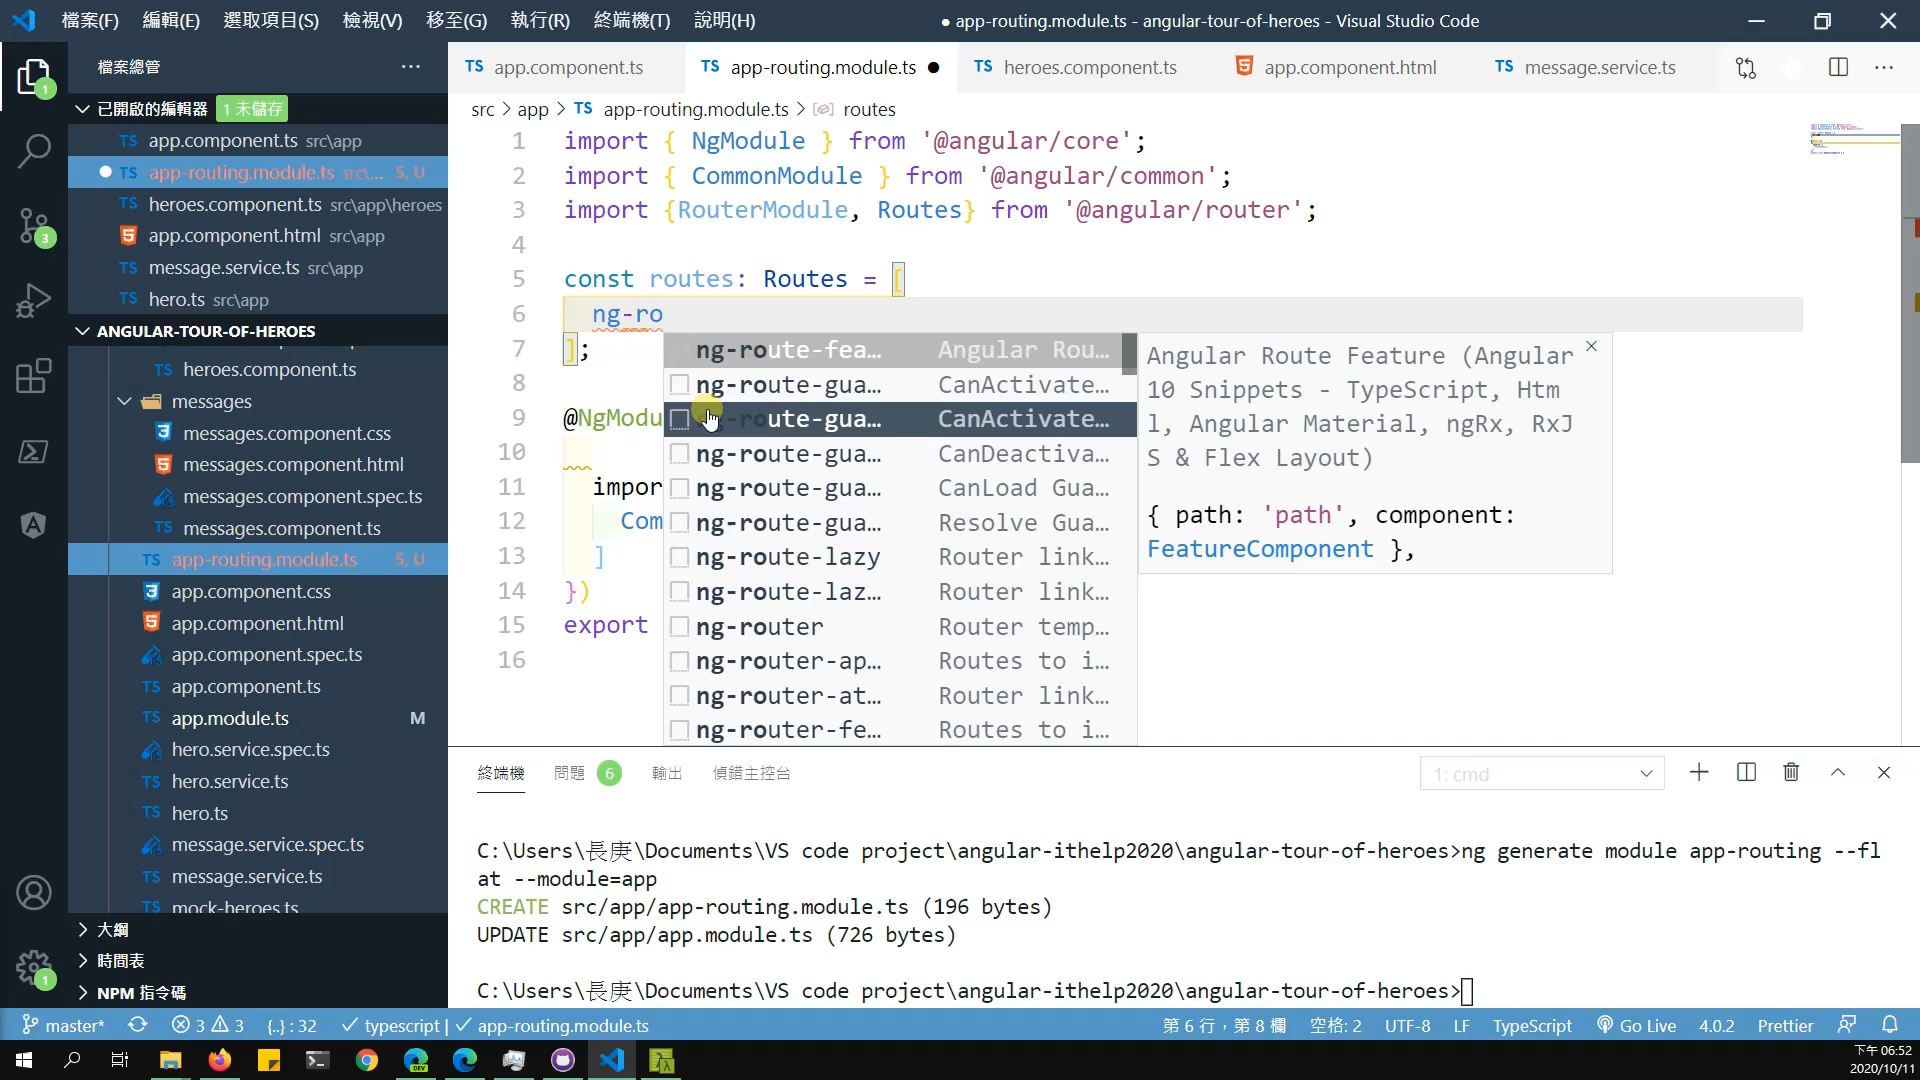 檔案(F) 編輯(E) 選取項目(S) 檢視(V) 移至(G) 執行(R) 終端機(T) 說明(H) ● app-routing.module.ts - angular-tour-of-heroes - Visual Studio Code
檔案總管 ...
TS app.component.ts TS app-routing.module.ts ● TS heroes.component.ts app.component.html TS message.service.ts
已開啟的編輯器 1 未儲存
TS app.component.ts src\app
TS app-routing.module.ts src\... 5, U
TS heroes.component.ts src\app\heroes
app.component.html src\app
TS message.service.ts src\app
TS hero.ts src\app
ANGULAR-TOUR-OF-HEROES
TS heroes.component.ts
messages
messages.component.css
messages.component.html
messages.component.spec.ts
TS messages.component.ts
TS app-routing.module.ts 5, U
app.component.css
app.component.html
app.component.spec.ts
TS app.component.ts
TS app.module.ts M
hero.service.spec.ts
TS hero.service.ts
TS hero.ts
message.service.spec.ts
TS message.service.ts
TS mock-heroes.ts
大綱
時間表
NPM 指令碼
src > app > TS app-routing.module.ts > routes
1 import { NgModule } from '@angular/core';
2 import { CommonModule } from '@angular/common';
3 import {RouterModule, Routes} from '@angular/router';
4
5 const routes: Routes = [
6 ng-ro
7 ];
8
9 @NgModu
10
11 impor
12 Com
13 ]
14 })
15 export
16
ng-route-fea... Angular Rou...
ng-route-gua... CanActivate...
ng-route-gua... CanActivate...
ng-route-gua... CanDeactiva...
ng-route-gua... CanLoad Gua...
ng-route-gua... Resolve Gua...
ng-route-lazy Router link...
ng-route-laz... Router link...
ng-router Router temp...
ng-router-ap... Routes to i...
ng-router-at... Router link...
ng-router-fe... Routes to i...
Angular Route Feature (Angular
10 Snippets - TypeScript, Htm
l, Angular Material, ngRx, RxJ
S & Flex Layout)
{ path: 'path', component:
FeatureComponent },
終端機 問題 6 輸出 偵錯主控台 1: cmd
C:\Users\長庚\Documents\VS code project\angular-ithelp2020\angular-tour-of-heroes>ng generate module app-routing --fl
at --module=app
CREATE src/app/app-routing.module.ts (196 bytes)
UPDATE src/app/app.module.ts (726 bytes)
C:\Users\長庚\Documents\VS code project\angular-ithelp2020\angular-tour-of-heroes>
master* 3 3 {..} : 32 typescript | app-routing.module.ts 第 6 行，第 8 欄 空格: 2 UTF-8 LF TypeScript Go Live 4.0.2 Prettier
下午 06:52
2020/10/11